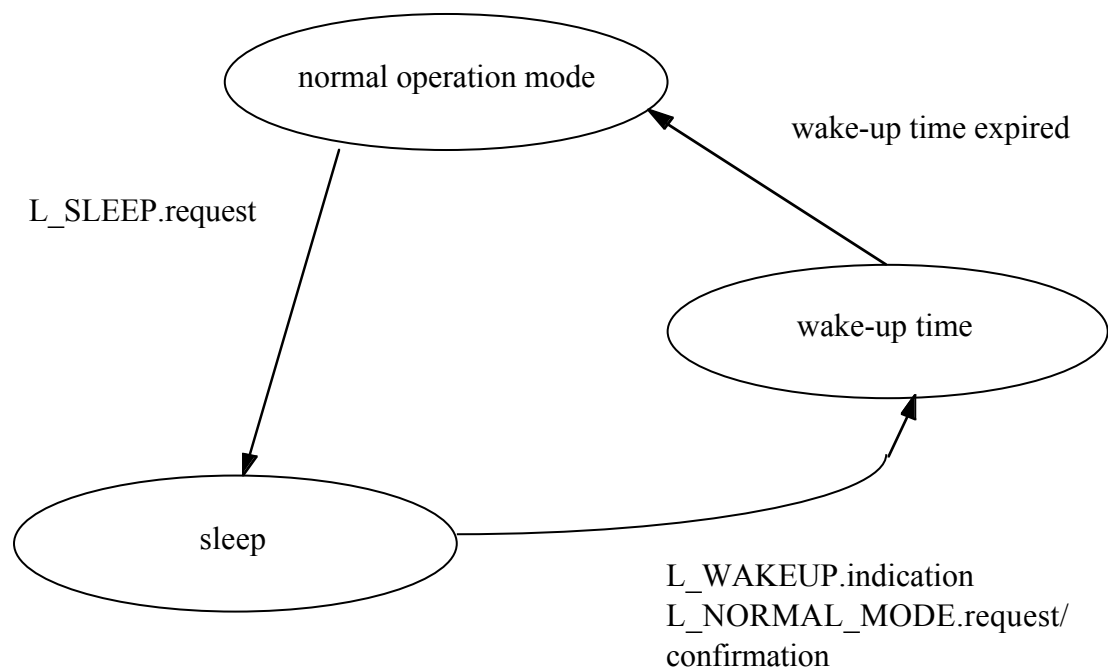 normal operation mode
wake-up time expired
L_SLEEP.request
wake-up time
sleep
L_WAKEUP.indication
L_NORMAL_MODE.request/
confirmation